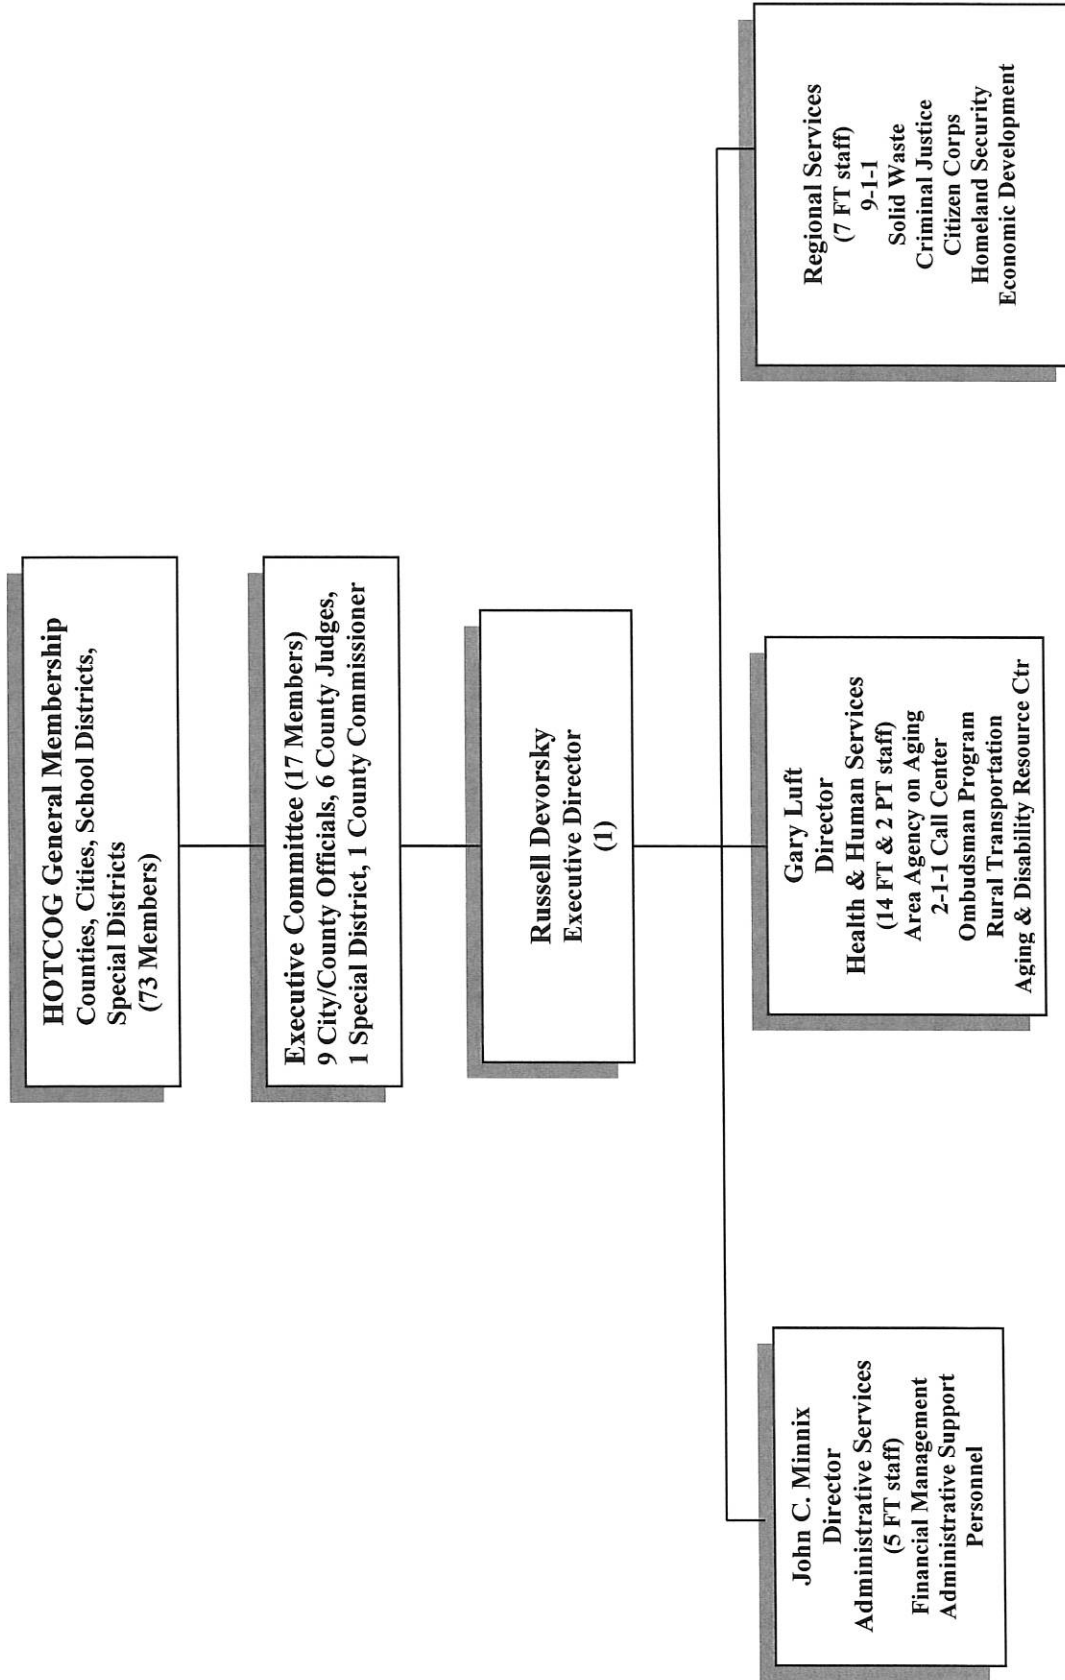 HOTCOG General Membership
Counties, Cities, School Districts,
Special Districts
(73 Members)
Executive Committee (17 Members)
9 City/County Officials, 6 County Judges,
1 Special District, 1 County Commissioner
Russell Devorsky
Executive Director
(1)
John C. Minnix
Director
Administrative Services
(5 FT staff)
Financial Management
Administrative Support
Personnel
Gary Luft
Director
Health & Human Services
(14 FT & 2 PT staff)
Area Agency on Aging
2-1-1 Call Center
Ombudsman Program
Rural Transportation
Aging & Disability Resource Ctr
Regional Services
(7 FT staff)
9-1-1
Solid Waste
Criminal Justice
Citizen Corps
Homeland Security
Economic Development